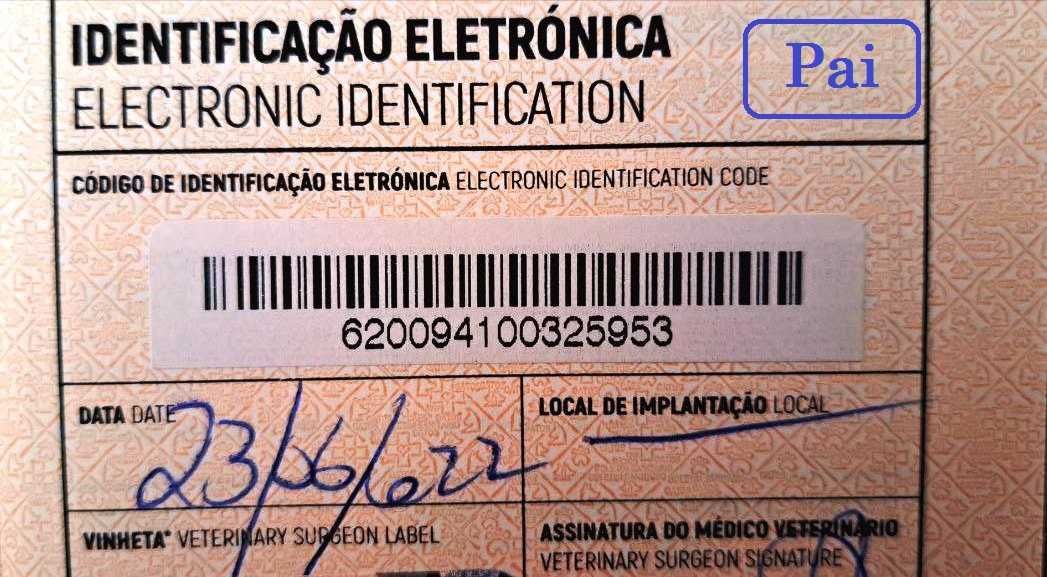 IDENTIFICAÇÃO ELETRÓNICA
ELECTRONIC IDENTIFICATION
Pai
CÓDIGO DE IDENTIFICAÇÃO ELETRÓNICA ELECTRONIC IDENTIFICATION CODE
620094100325953
DATA DATE
23/06/2022
LOCAL DE IMPLANTAÇÃO LOCAL
VINHETA* VETERINARY SURGEON LABEL
ASSINATURA DO MÉDICO VETERINÁRIO
VETERINARY SURGEON SIGNATURE